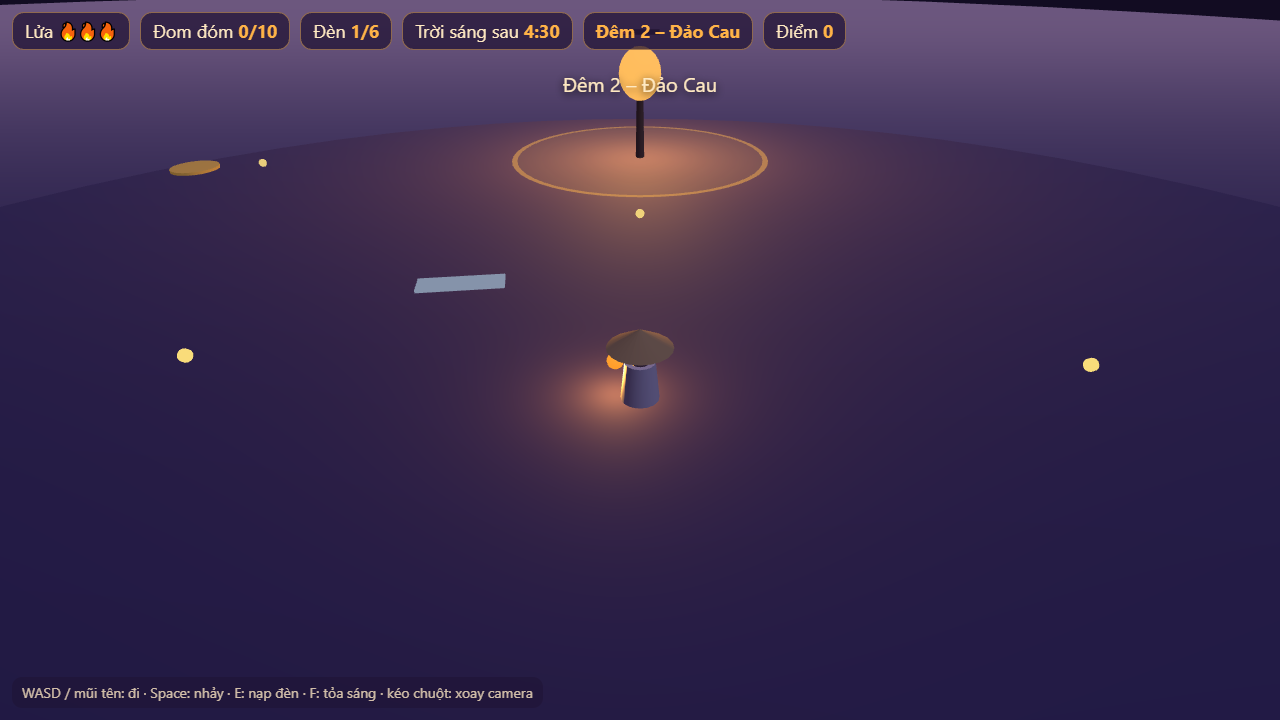 Lửa 🔥🔥🔥
Đom đóm 0/10
Đèn 1/6
Trời sáng sau 4:30
Đêm 2 – Đảo Cau
Điểm 0
Đêm 2 – Đảo Cau
WASD / mũi tên: đi · Space: nhảy · E: nạp đèn · F: tỏa sáng · kéo chuột: xoay camera